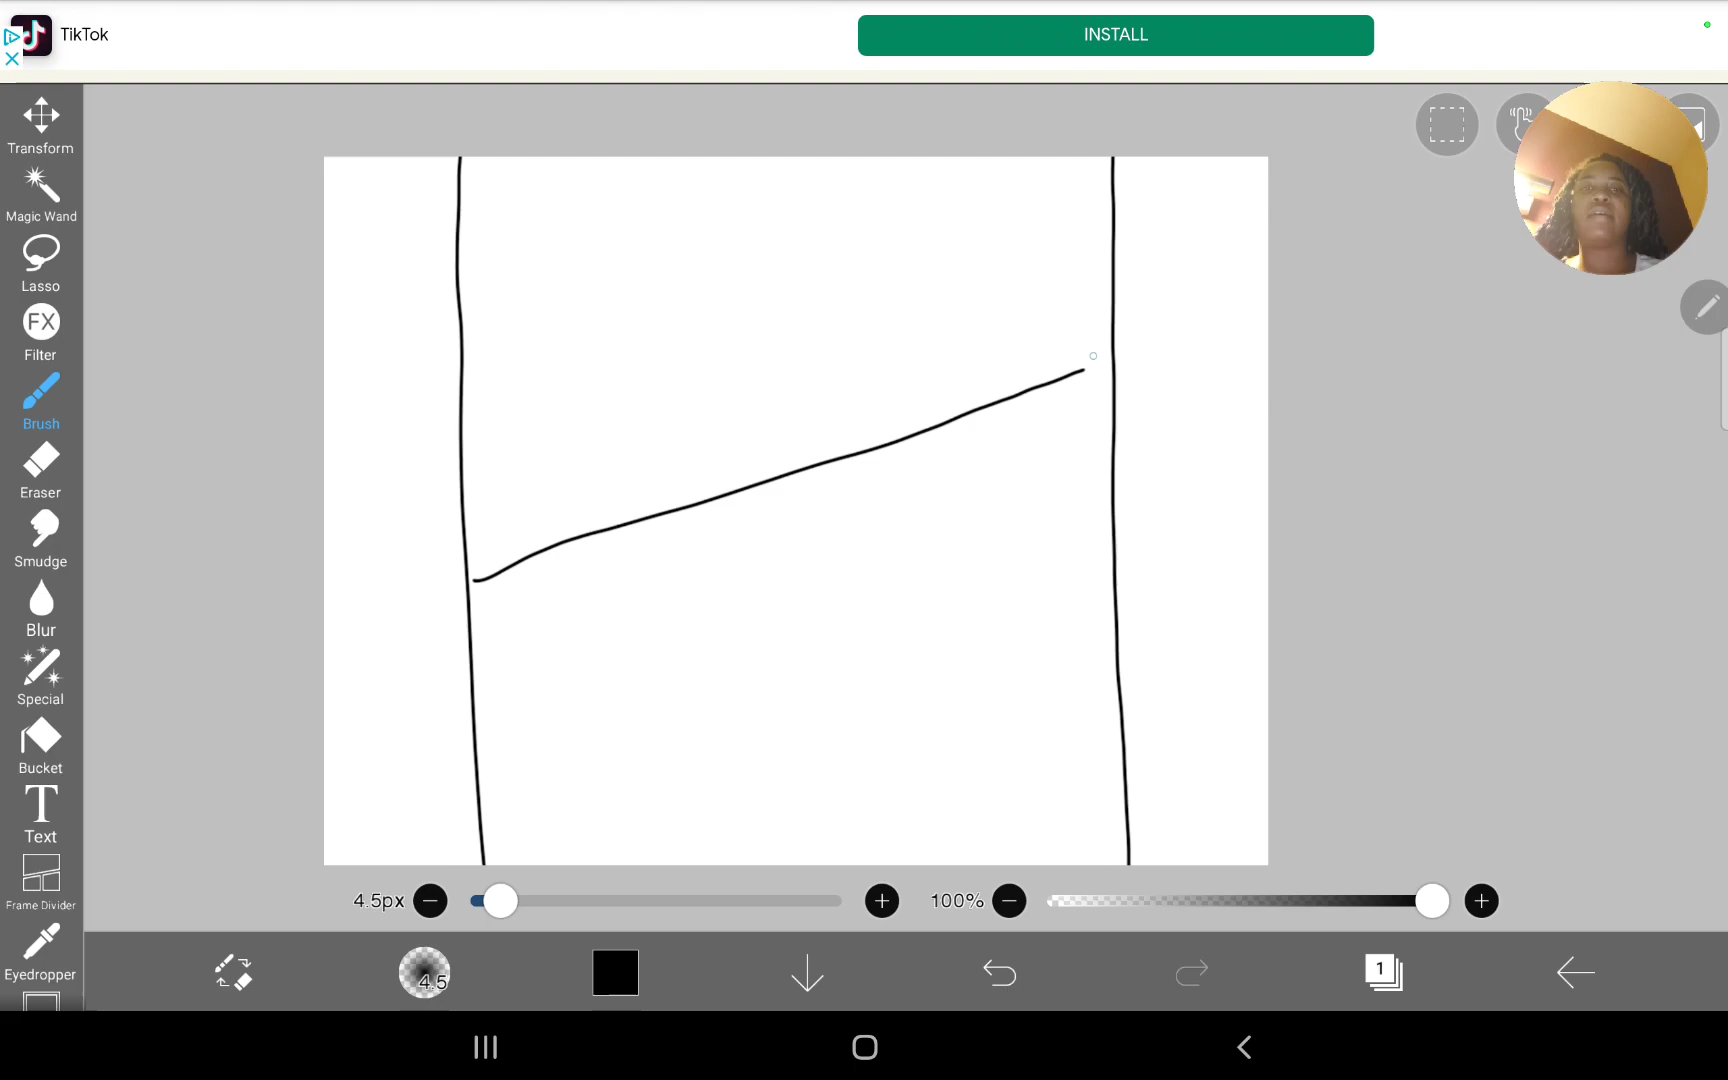 TikTok
INSTALL
Transform
Magic Wand
Lasso
FX
Filter
Brush
Eraser
Smudge
Blur
Special
Bucket
T
Text
Frame Divider
Eyedropper
4.5px
100%
4.5
1